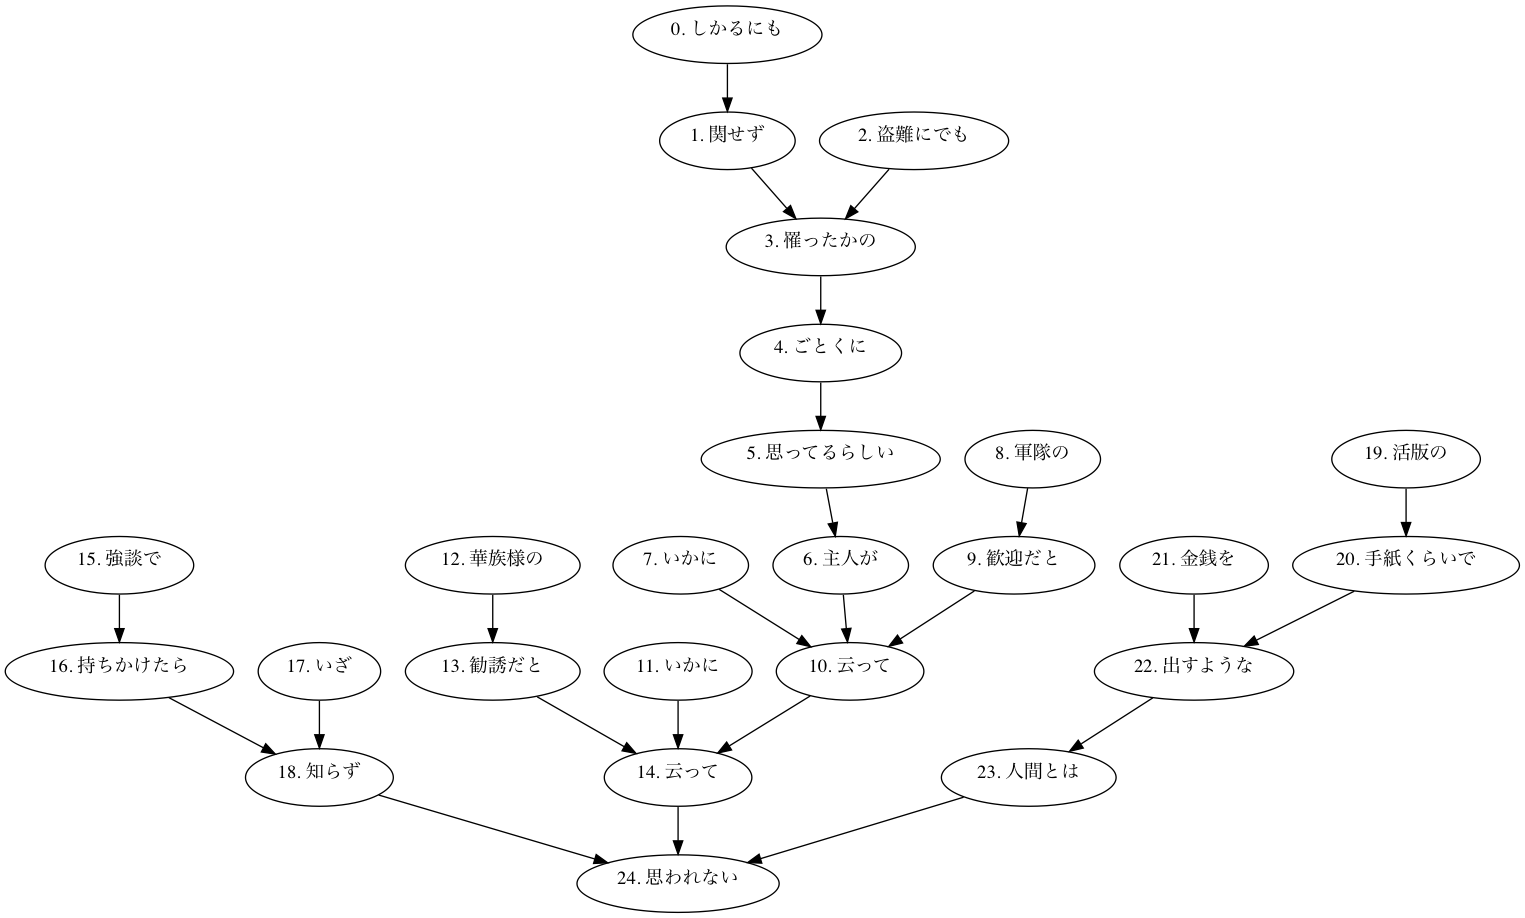 0. しかるにも
1. 関せず
2. 盗難にでも
3. 罹ったかの
4. ごとくに
5. 思ってるらしい
8. 軍隊の
19. 活版の
15. 強談で
12. 華族様の
7. いかに
6. 主人が
9. 歓迎だと
21. 金銭を
20. 手紙くらいで
16. 持ちかけたら
17. いざ
13. 勧誘だと
11. いかに
10. 云って
22. 出すような
18. 知らず
14. 云って
23. 人間とは
24. 思われない